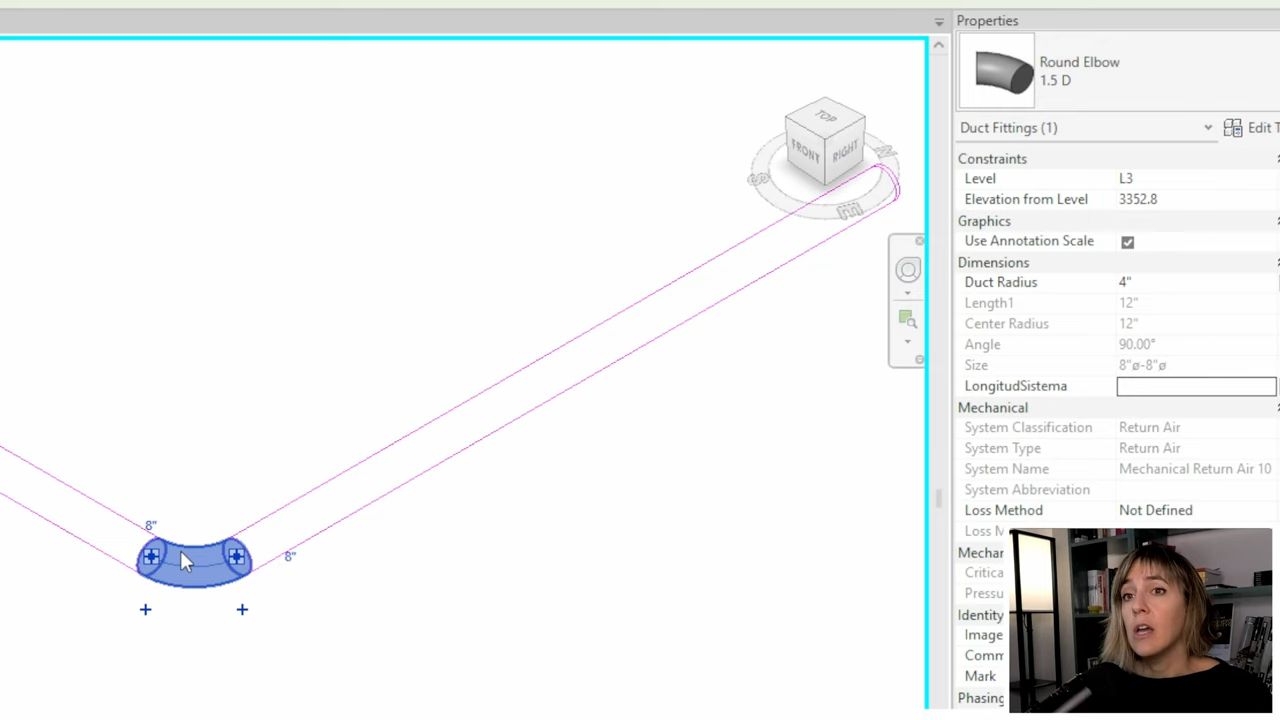 Properties
Round Elbow
1.5 D
Duct Fittings (1)
Edit T
Constraints
Level L3
Elevation from Level 3352.8
Graphics
Use Annotation Scale
Dimensions
Duct Radius 4"
Length1 12"
Center Radius 12"
Angle 90.00°
Size 8"ø-8"ø
LongitudSistema
Mechanical
System Classification Return Air
System Type Return Air
System Name Mechanical Return Air 10
System Abbreviation
Loss Method Not Defined
Loss M
Mechar
Critica
Pressu
Identity
Image
Comm
Mark
Phasing
TOP
FRONT RIGHT
S
E
N
8"
8"